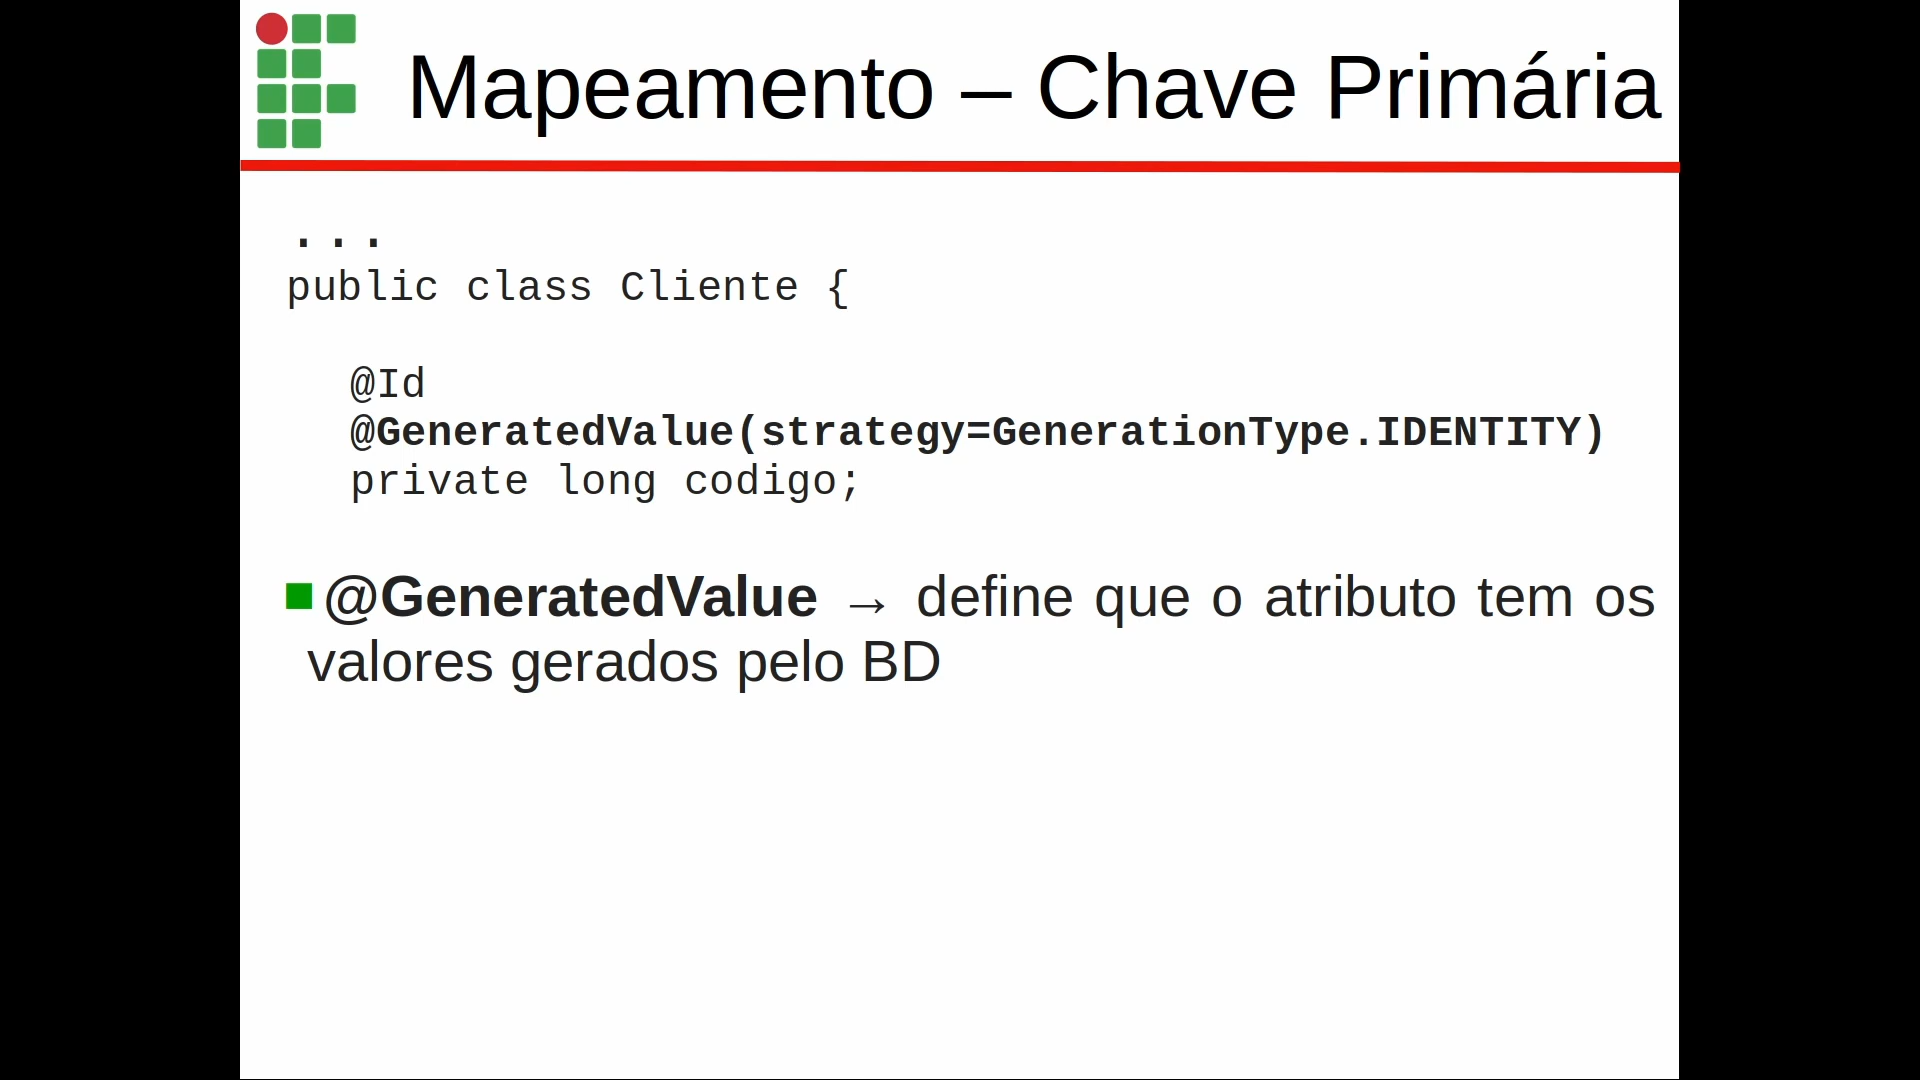 Mapeamento – Chave Primária
...
public class Cliente {
@Id
@GeneratedValue(strategy=GenerationType.IDENTITY)
private long codigo;
@GeneratedValue → define que o atributo tem os
valores gerados pelo BD